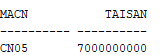 MACN TAISAN
---------- ----------
CN05 7000000000